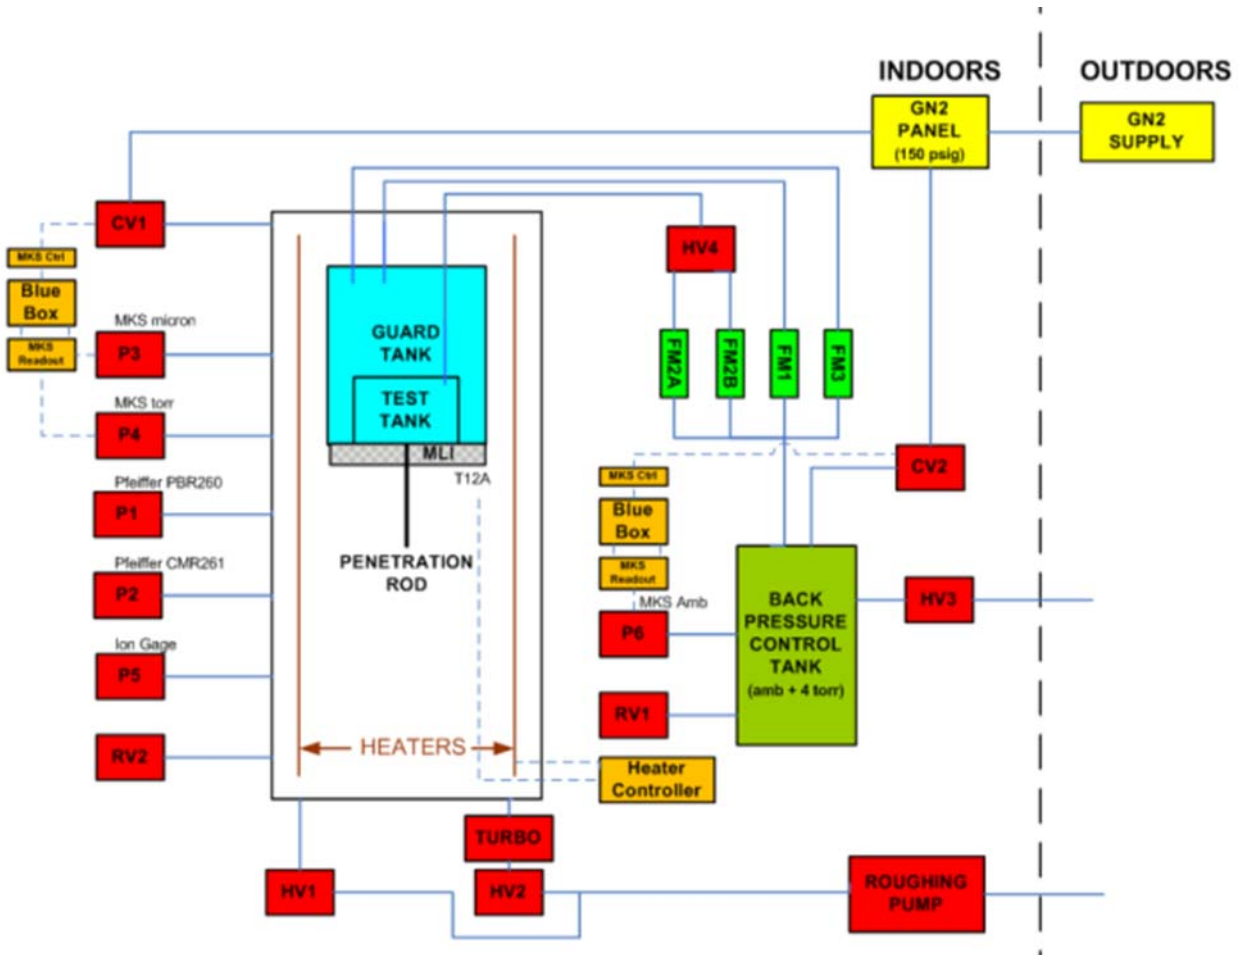 INDOORS
OUTDOORS
GN2
PANEL
(150 psig)
GN2
SUPPLY
CV1
MKS Ctrl
Blue
Box
MKS
Readout
MKS micron
P3
MKS torr
P4
Pfeiffer PBR260
P1
Pfeiffer CMR261
P2
Ion Gage
P5
RV2
GUARD
TANK
TEST
TANK
MLI
T12A
PENETRATION
ROD
HEATERS
HV4
FM2A
FM2B
FM1
FM3
CV2
MKS Ctrl
Blue
Box
MKS
Readout
MKS Amb
P6
RV1
BACK
PRESSURE
CONTROL
TANK
(amb + 4 torr)
HV3
Heater
Controller
TURBO
HV1
HV2
ROUGHING
PUMP